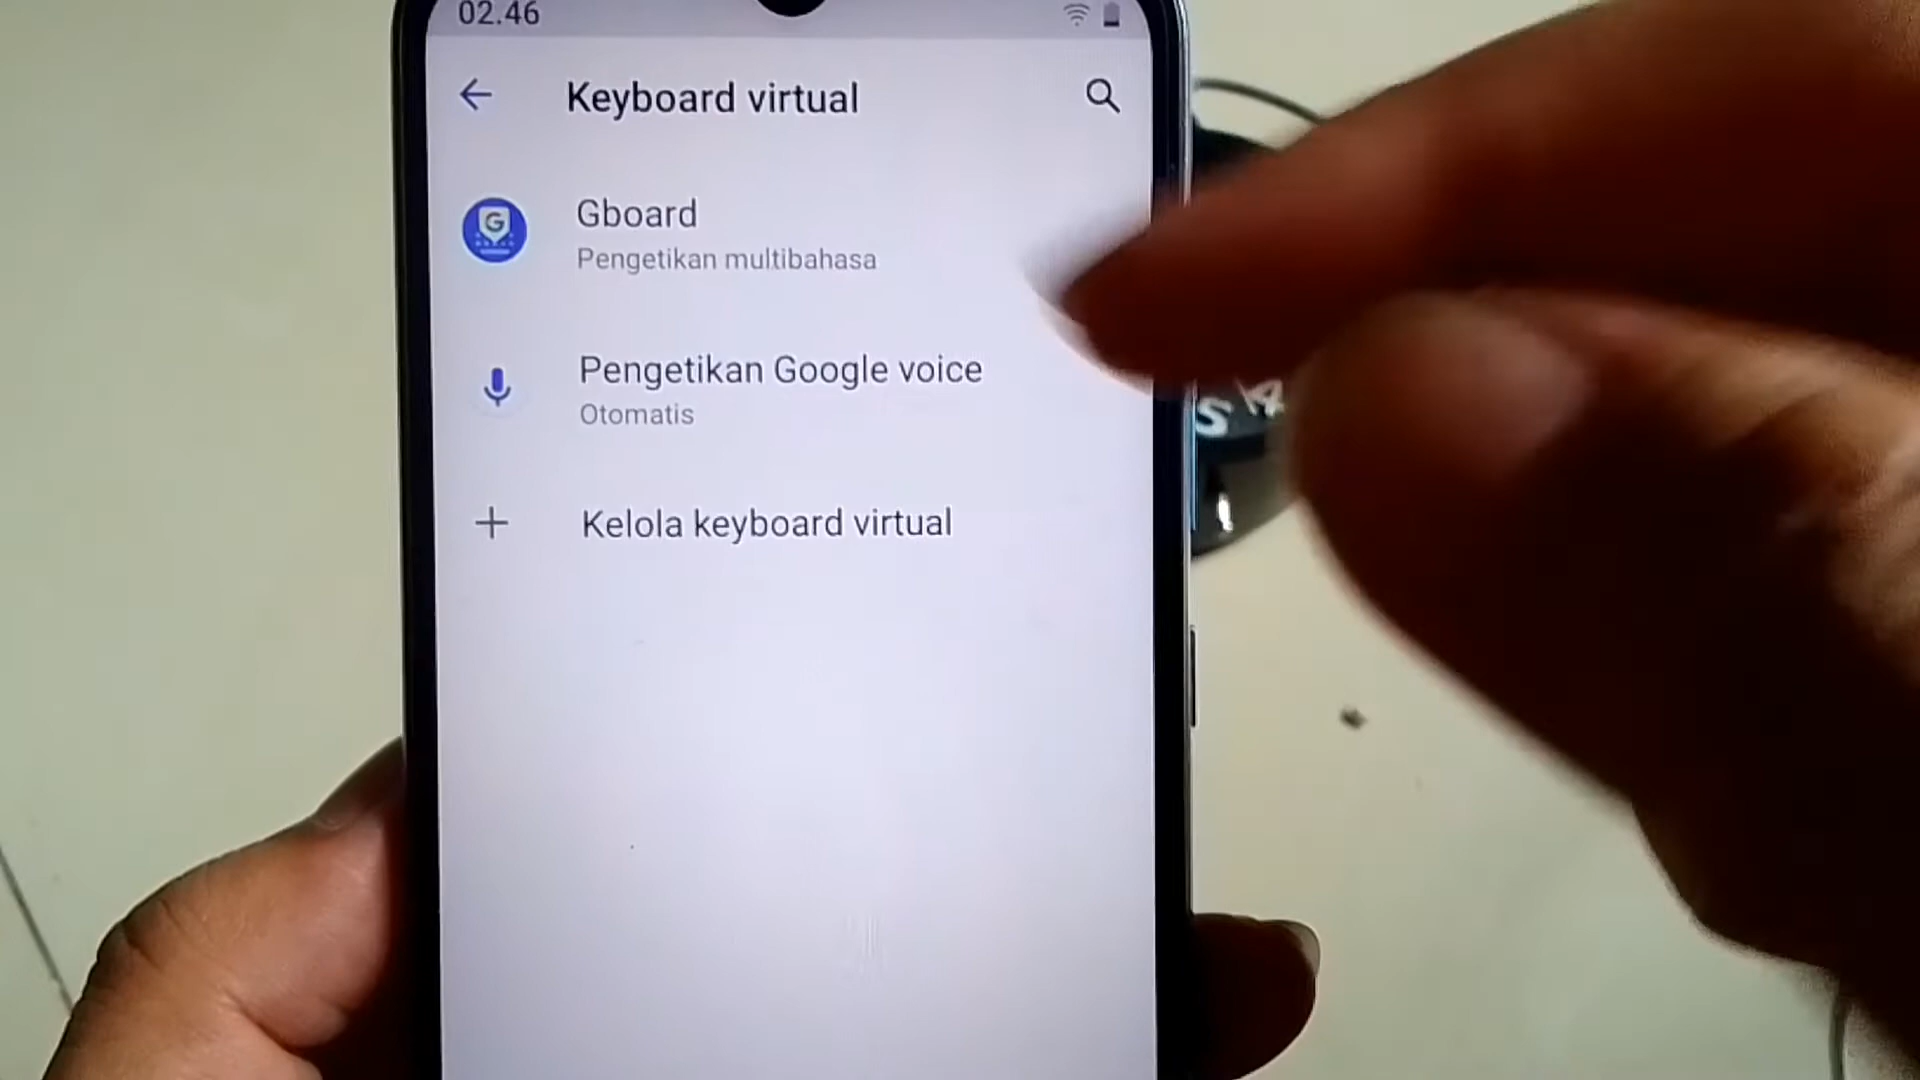 02.46
Keyboard virtual
Gboard
Pengetikan multibahasa
Pengetikan Google voice
Otomatis
Kelola keyboard virtual